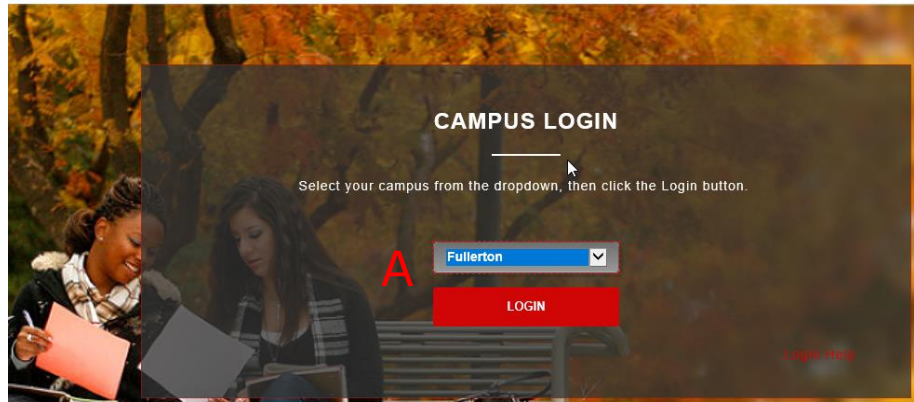 CAMPUS LOGIN
Select your campus from the dropdown, then click the Login button.
A
Fullerton
LOGIN
Login Help